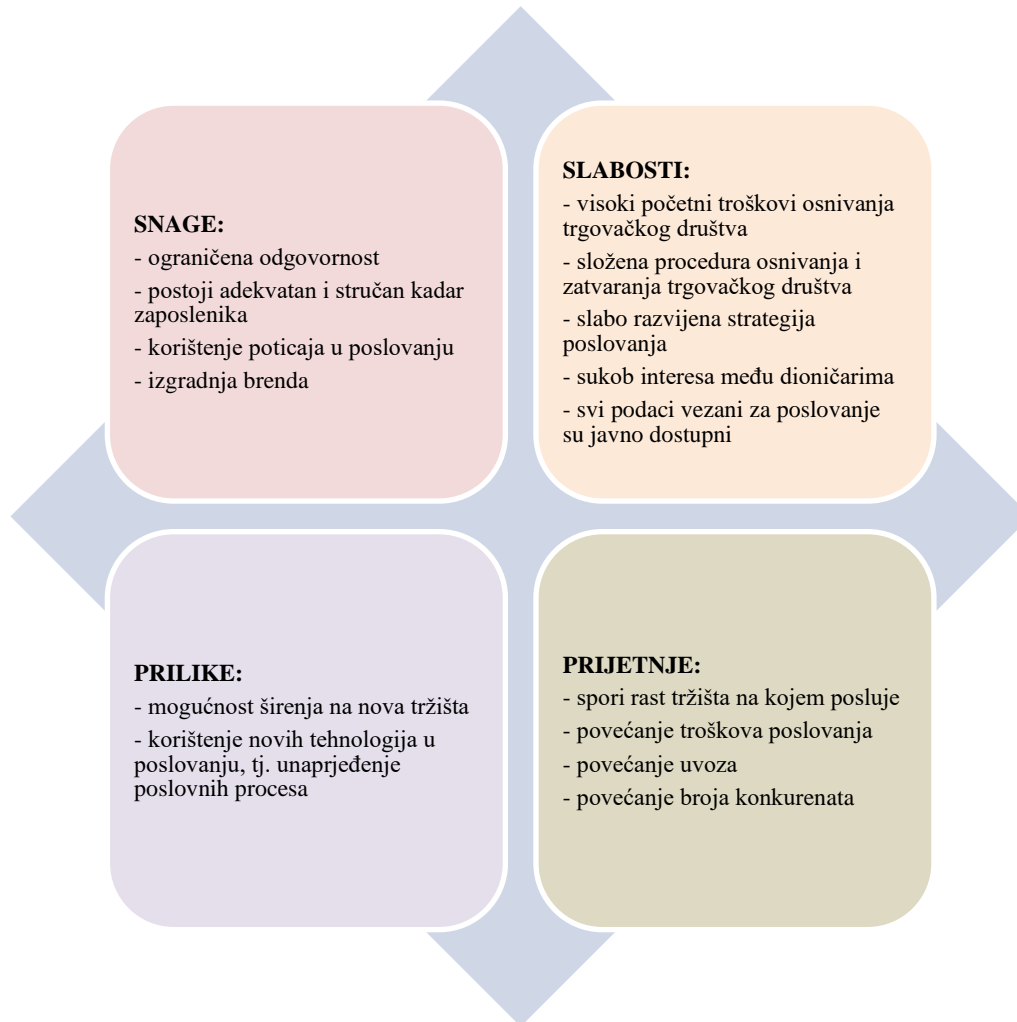 SNAGE:
- ograničena odgovornost
- postoji adekvatan i stručan kadar
zaposlenika
- korištenje poticaja u poslovanju
- izgradnja brenda
SLABOSTI:
- visoki početni troškovi osnivanja
trgovačkog društva
- složena procedura osnivanja i
zatvaranja trgovačkog društva
- slabo razvijena strategija
poslovanja
- sukob interesa među dioničarima
- svi podaci vezani za poslovanje
su javno dostupni
PRILIKE:
- mogućnost širenja na nova tržišta
- korištenje novih tehnologija u
poslovanju, tj. unaprjeđenje
poslovnih procesa
PRIJETNJE:
- spori rast tržišta na kojem posluje
- povećanje troškova poslovanja
- povećanje uvoza
- povećanje broja konkurenata